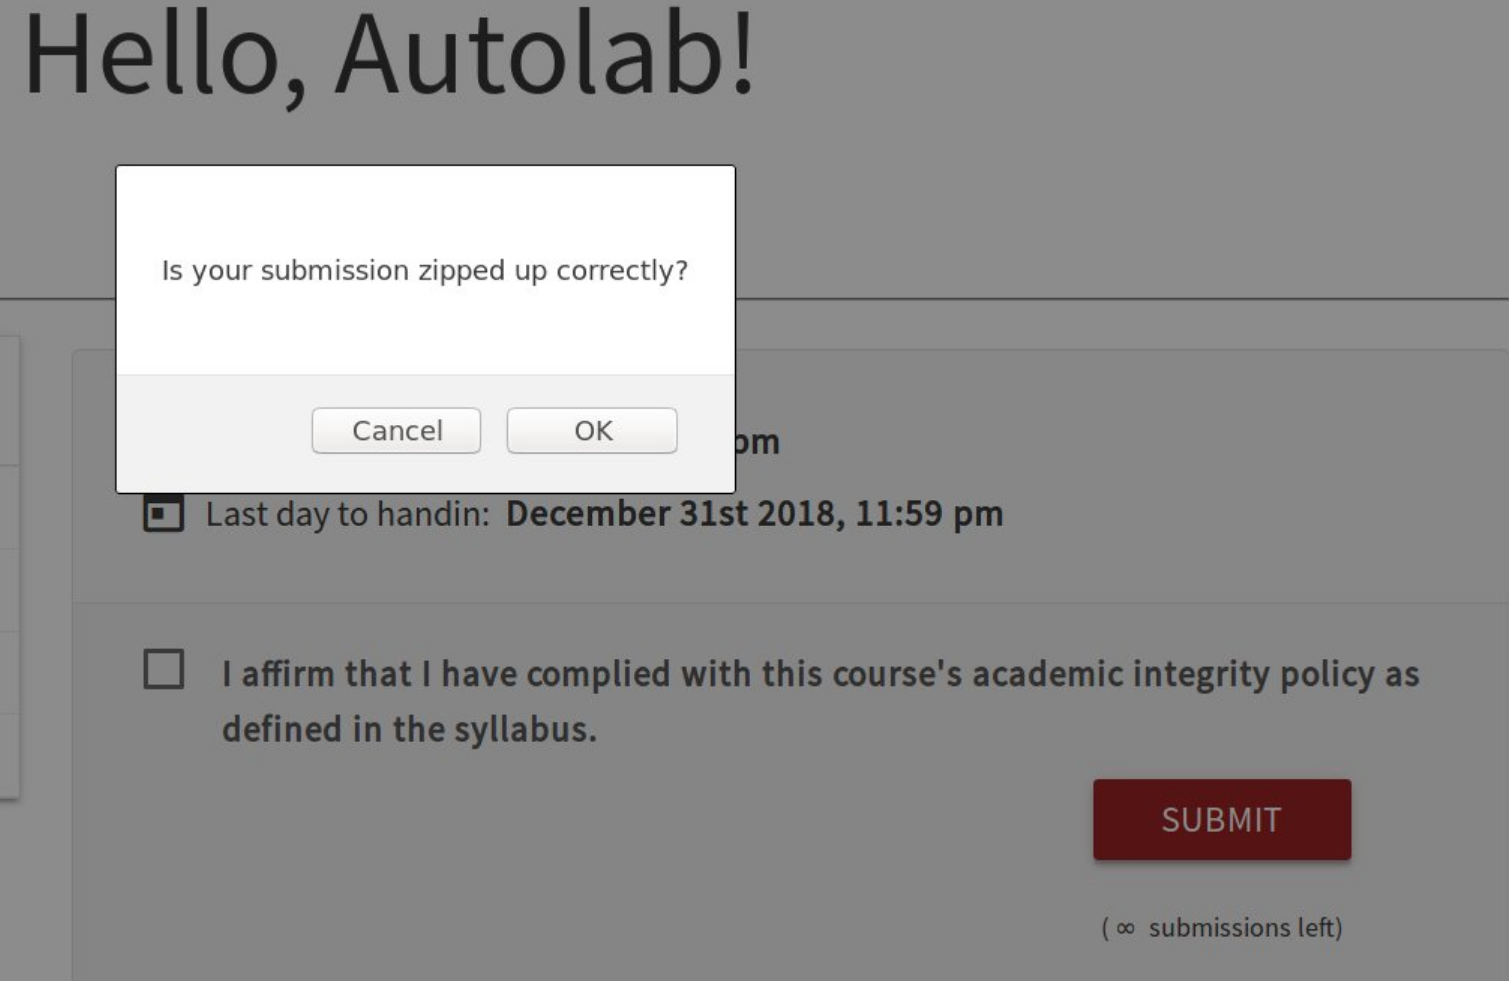 Hello, Autolab!
Is your submission zipped up correctly?
Cancel OK
pm
Last day to handin: December 31st 2018, 11:59 pm
I affirm that I have complied with this course's academic integrity policy as
defined in the syllabus.
SUBMIT
( ∞ submissions left)